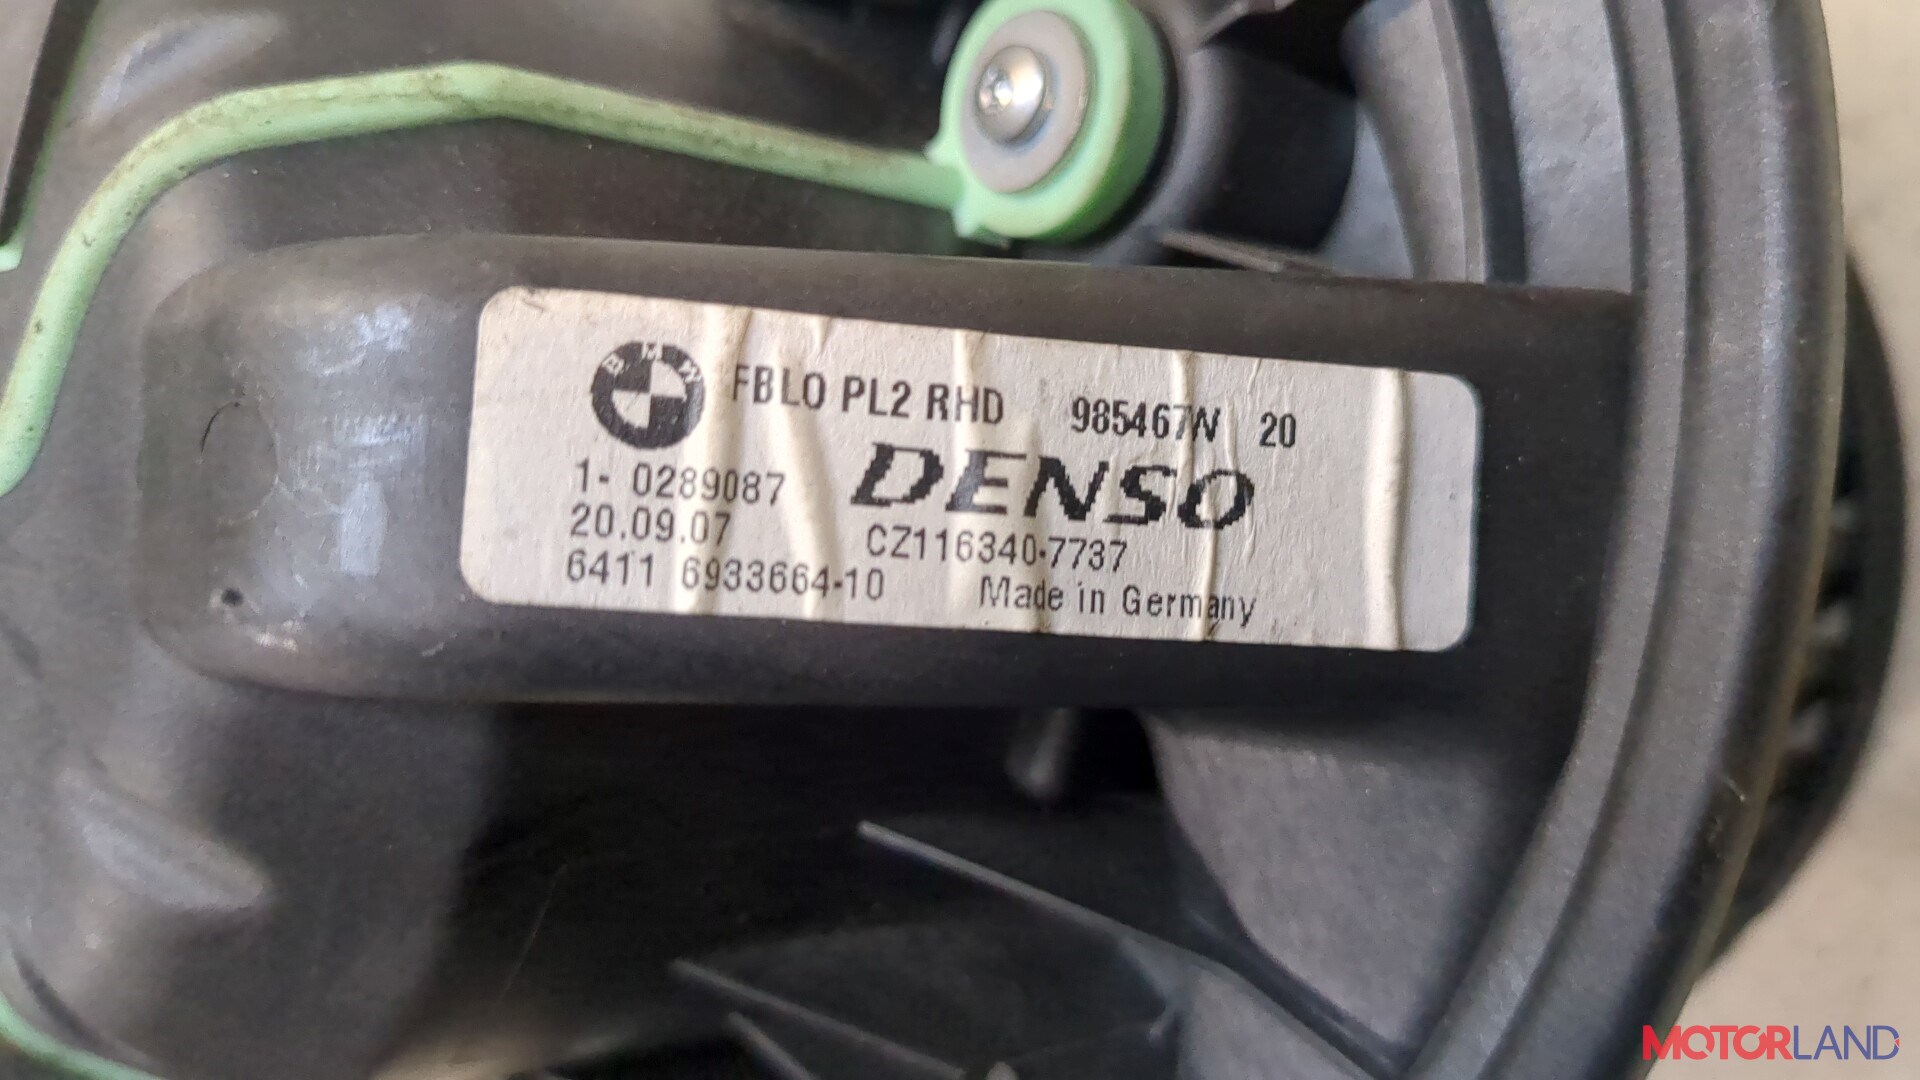 BMW FBLO PL2 RHD 985467W 20
1- 0289087 DENSO
20.09.07 CZ116340-7737
6411 6933664-10 Made in Germany
MOTORLAND